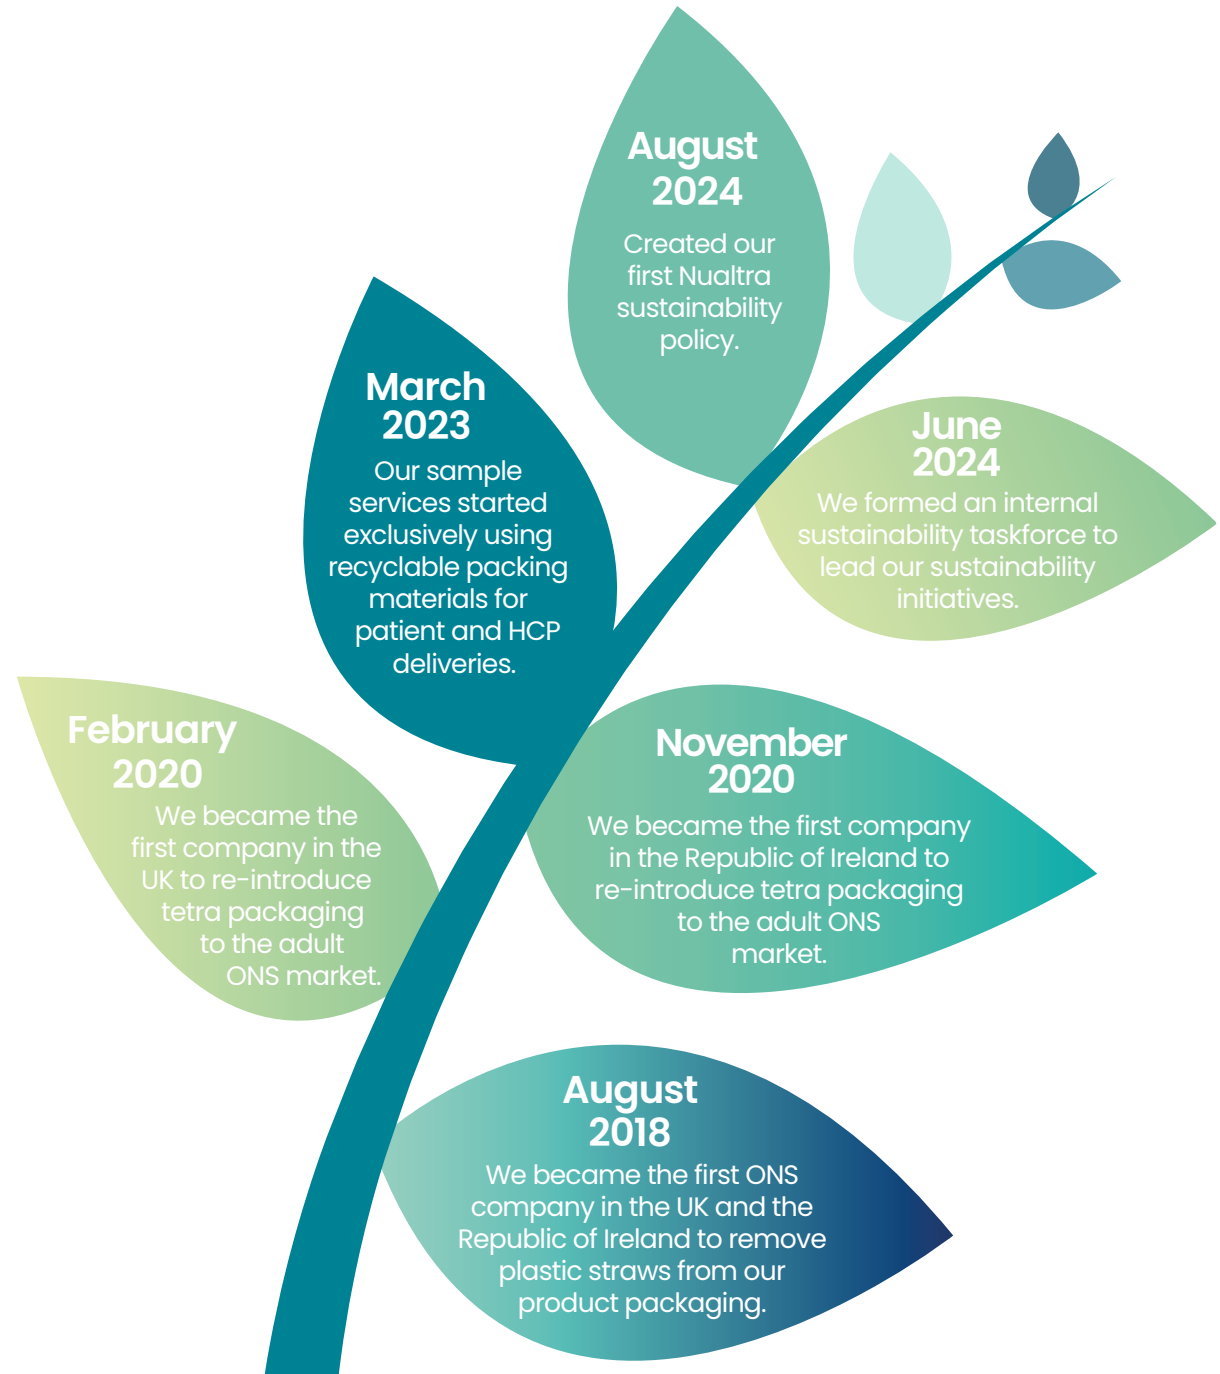 August
2024
Created our
first Nualtra
sustainability
policy.
March
2023
Our sample
services started
exclusively using
recyclable packing
materials for
patient and HCP
deliveries.
June
2024
We formed an internal
sustainability taskforce to
lead our sustainability
initiatives.
February
2020
We became the
first company in the
UK to re-introduce
tetra packaging
to the adult
ONS market.
November
2020
We became the first company
in the Republic of Ireland to
re-introduce tetra packaging
to the adult ONS
market.
August
2018
We became the first ONS
company in the UK and the
Republic of Ireland to remove
plastic straws from our
product packaging.